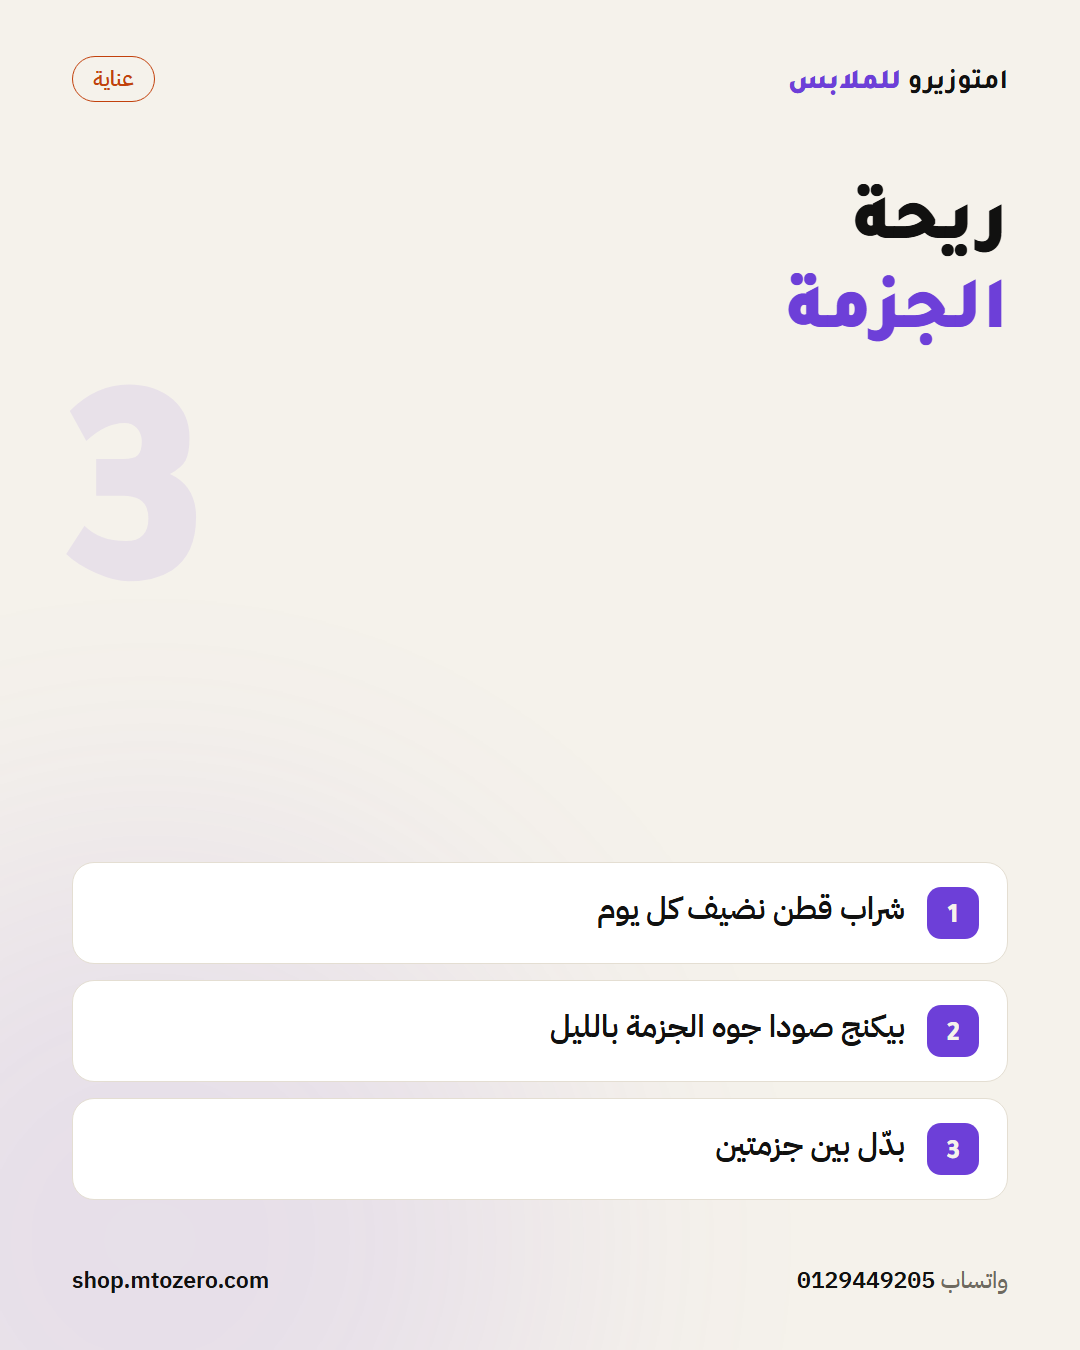 امتوزيرو للملابس
عناية
ريحة
الجزمة
3
1 شراب قطن نضيف كل يوم
2 بيكنج صودا جوه الجزمة بالليل
3 بدّل بين جزمتين
واتساب 0129449205
shop.mtozero.com